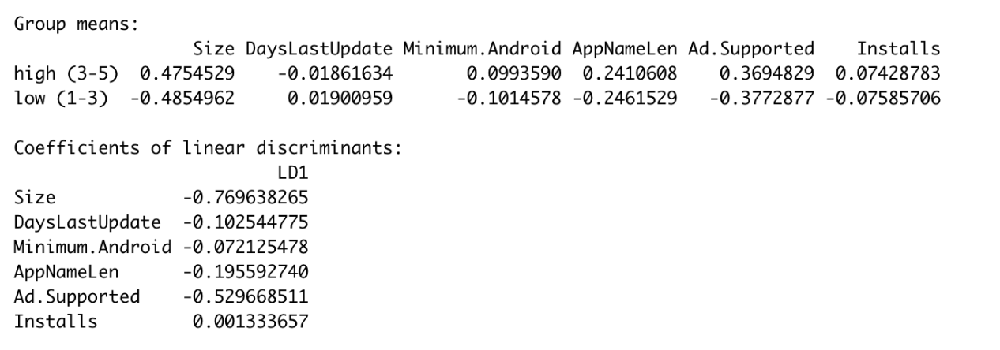 Group means:
Size DaysLastUpdate Minimum.Android AppNameLen Ad.Supported Installs
high (3-5) 0.4754529 -0.01861634 0.0993590 0.2410608 0.3694829 0.07428783
low (1-3) -0.4854962 0.01900959 -0.1014578 -0.2461529 -0.3772877 -0.07585706
Coefficients of linear discriminants:
LD1
Size -0.769638265
DaysLastUpdate -0.102544775
Minimum.Android -0.072125478
AppNameLen -0.195592740
Ad.Supported -0.529668511
Installs 0.001333657